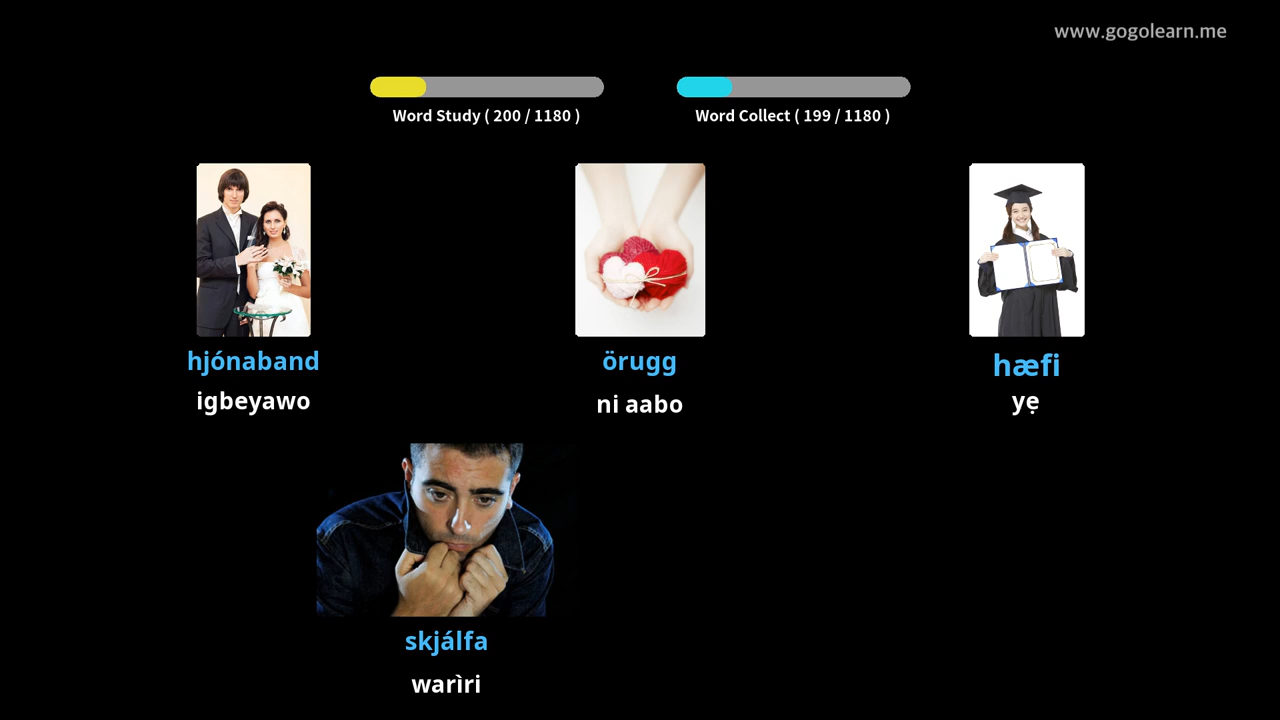 www.gogolearn.me
Word Study ( 200 / 1180 )
Word Collect ( 199 / 1180 )
hjónaband
igbeyawo
örugg
ni aabo
hæfi
yẹ
skjálfa
warìri